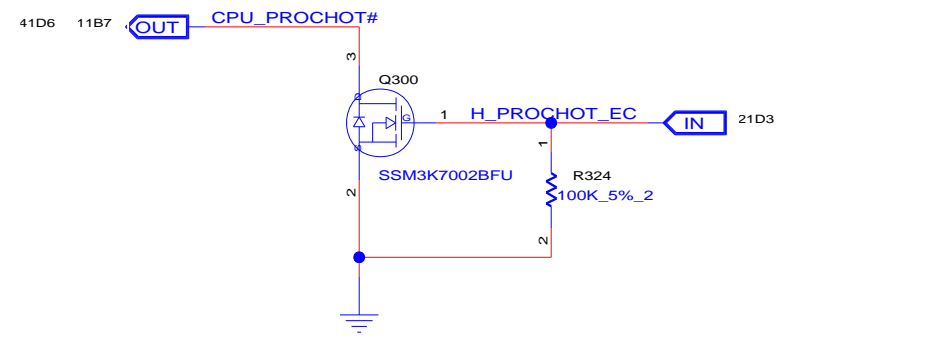 41D6 11B7 OUT CPU_PROCHOT#
3
D
Q300
G
1
H_PROCHOT_EC
IN
21D3
S
1
SSM3K7002BFU
R324
2
100K_5%_2
2